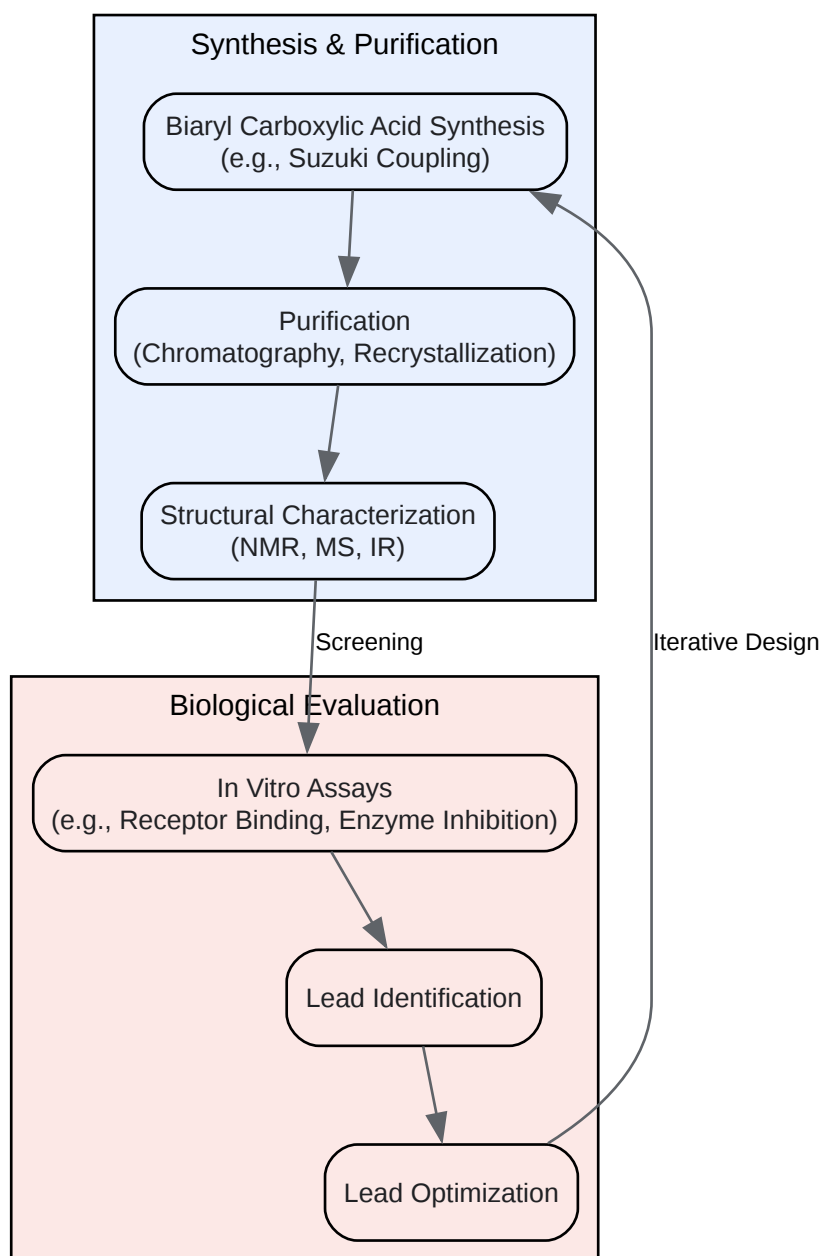 Synthesis & Purification
Biaryl Carboxylic Acid Synthesis
(e.g., Suzuki Coupling)
Purification
(Chromatography, Recrystallization)
Structural Characterization
(NMR, MS, IR)
Screening
Iterative Design
Biological Evaluation
In Vitro Assays
(e.g., Receptor Binding, Enzyme Inhibition)
Lead Identification
Lead Optimization